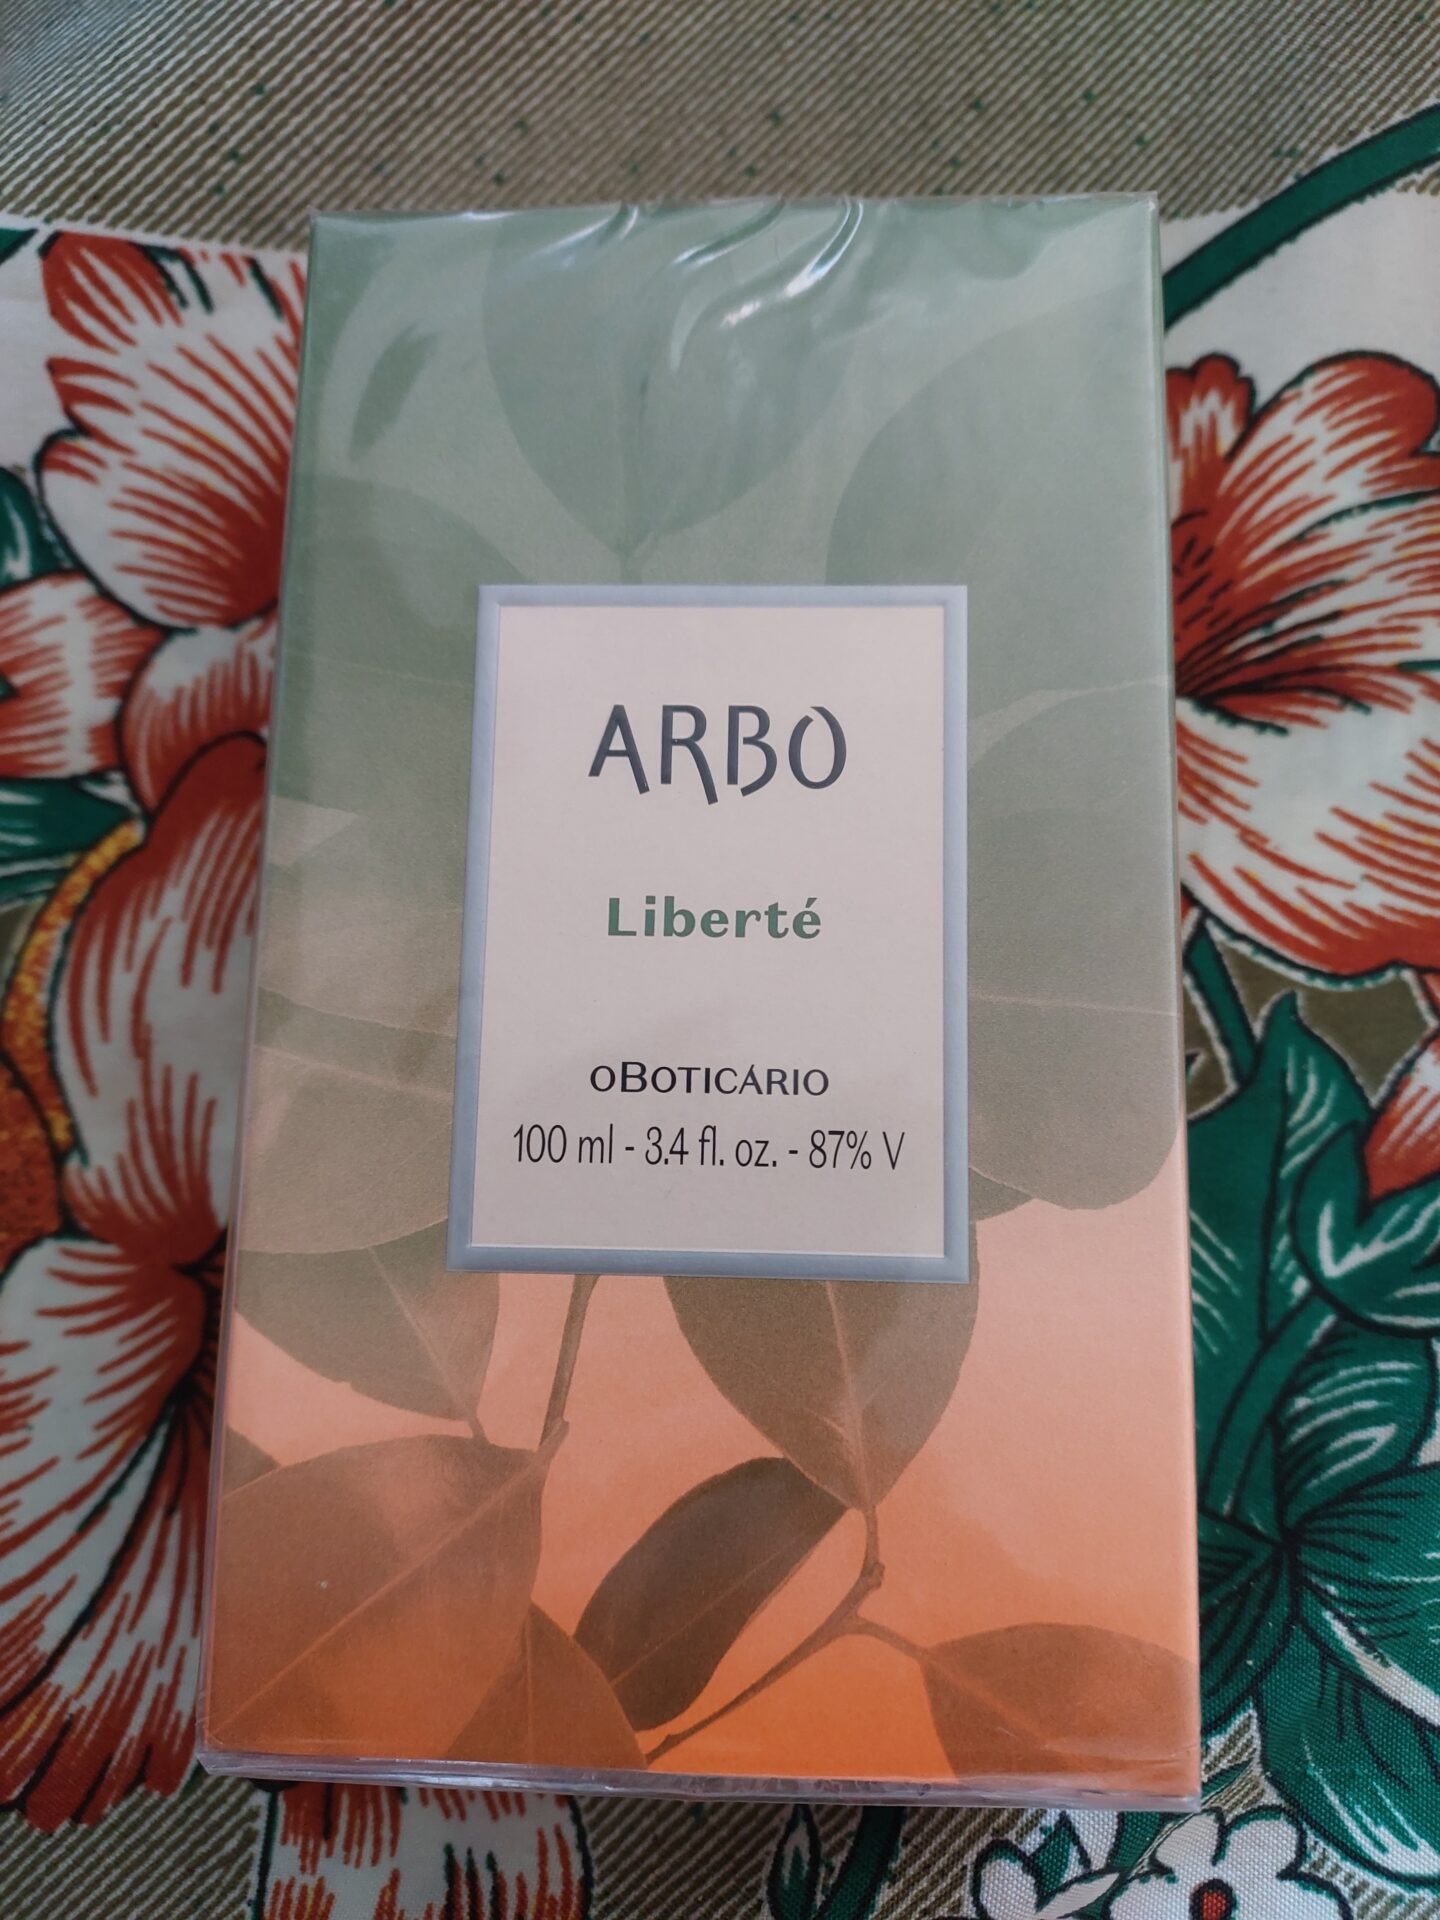 ARBO
Liberté
oBoticário
100 ml - 3.4 fl. oz. - 87% V